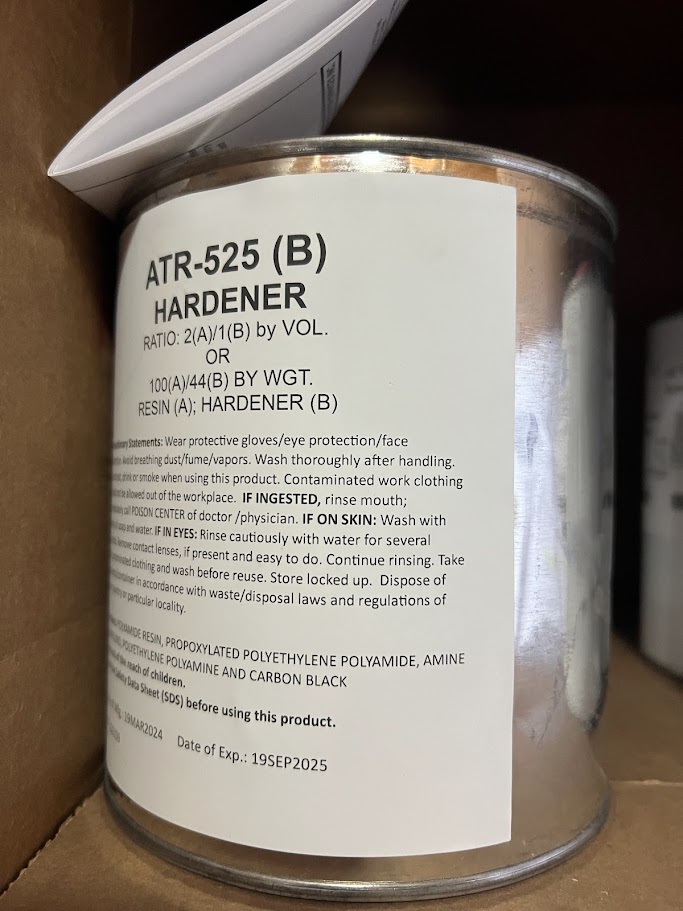 ATR-525 (B)
HARDENER
RATIO: 2(A)/1(B) by VOL.
OR
100(A)/44(B) BY WGT.
RESIN (A); HARDENER (B)
Statements: Wear protective gloves/eye protection/face
Avoid breathing dust/fume/vapors. Wash thoroughly after handling.
drink or smoke when using this product. Contaminated work clothing
be allowed out of the workplace. IF INGESTED, rinse mouth;
call POISON CENTER of doctor /physician. IF ON SKIN: Wash with
and water. IF IN EYES: Rinse cautiously with water for several
Remove contact lenses, if present and easy to do. Continue rinsing. Take
clothing and wash before reuse. Store locked up. Dispose of
in accordance with waste/disposal laws and regulations of
or particular locality.
RESIN, PROPOXYLATED POLYETHYLENE POLYAMIDE, AMINE
POLYETHYLENE POLYAMINE AND CARBON BLACK
of the reach of children.
Data Sheet (SDS) before using this product.
19MAR2024 Date of Exp.: 19SEP2025